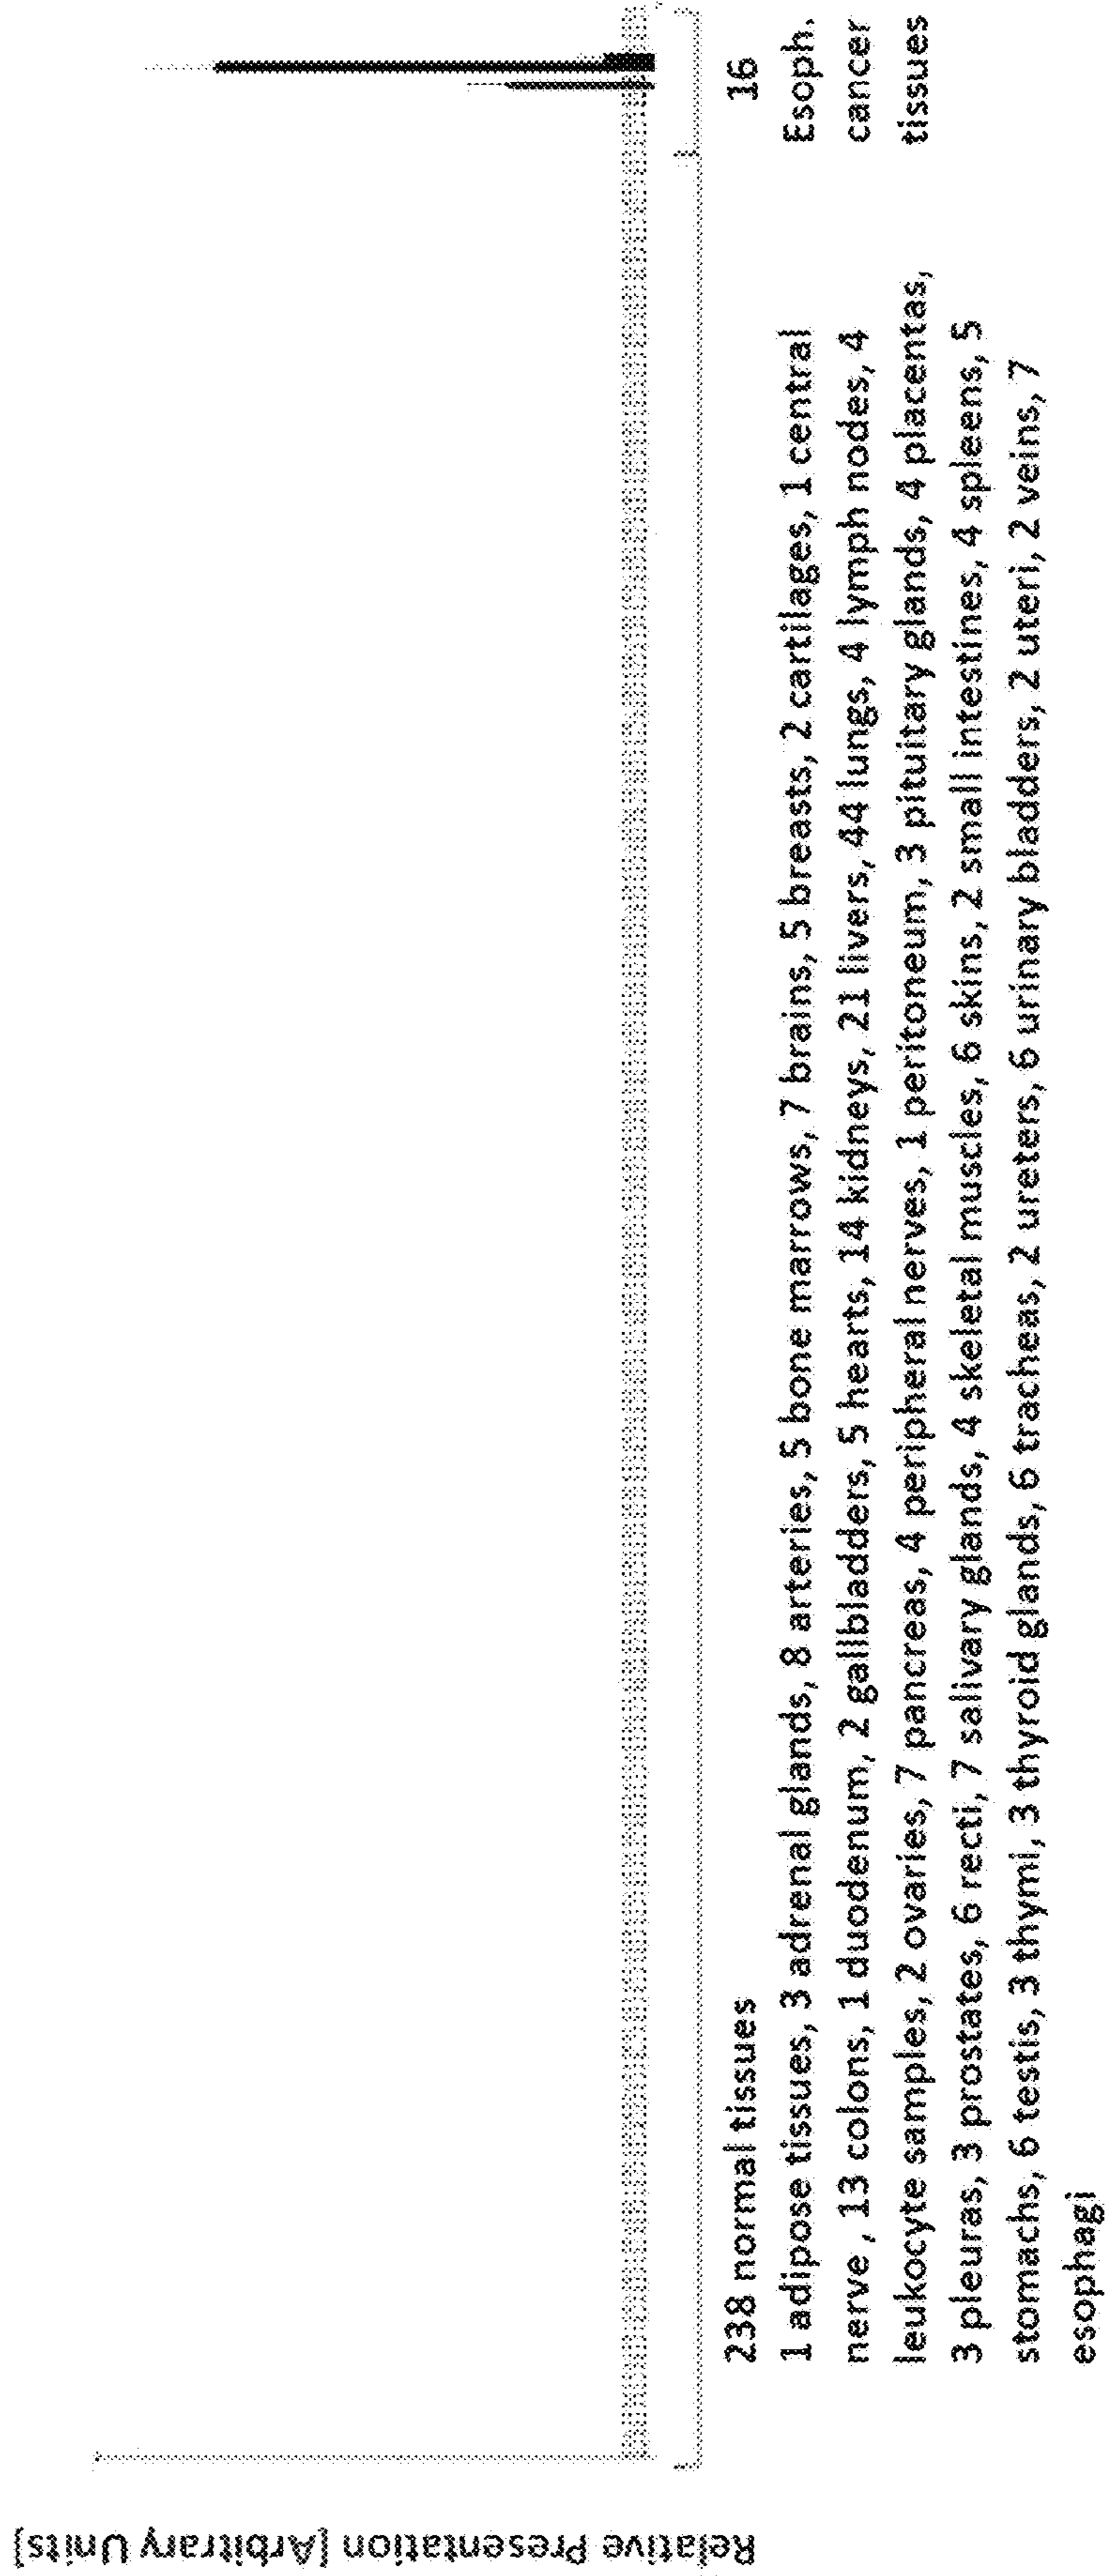 Relative Presentation [Arbitrary Units]
238 normal tissues
1 adipose tissues, 3 adrenal glands, 8 arteries, 5 bone marrows, 7 brains, 5 breasts, 2 cartilages, 1 central
nerve , 13 colons, 1 duodenum, 2 gallbladders, 5 hearts, 14 kidneys, 21 livers, 44 lungs, 4 lymph nodes, 4
leukocyte samples, 2 ovaries, 7 pancreas, 4 peripheral nerves, 1 peritoneum, 3 pituitary glands, 4 placentas,
3 pleuras, 3 prostates, 6 recti, 7 salivary glands, 4 skeletal muscles, 6 skins, 2 small intestines, 4 spleens, 5
stomachs, 6 testis, 3 thymi, 3 thyroid glands, 6 tracheas, 2 ureters, 6 urinary bladders, 2 uteri, 2 veins, 7
esophagi
16
Esoph.
cancer
tissues